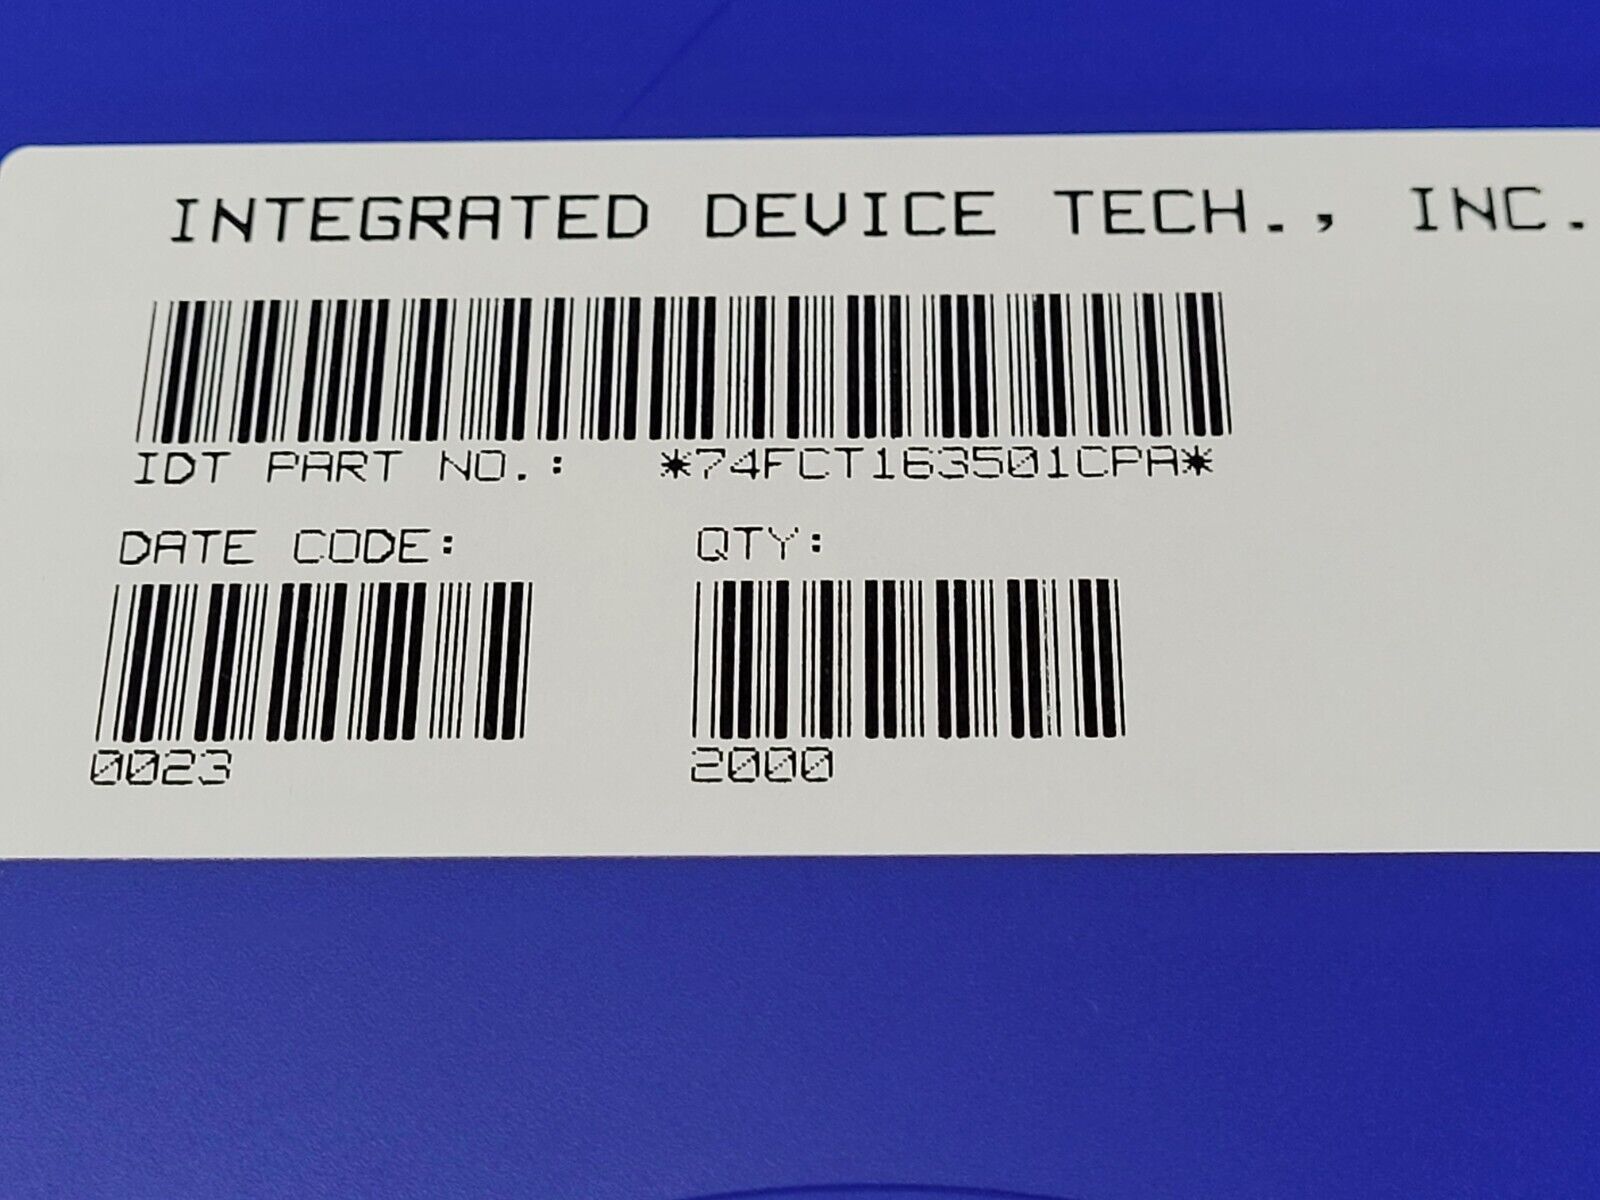 INTEGRATED DEVICE TECH., INC.
IDT PART NO.: *74FCT163501CPA*
DATE CODE: QTY:
0023 2000